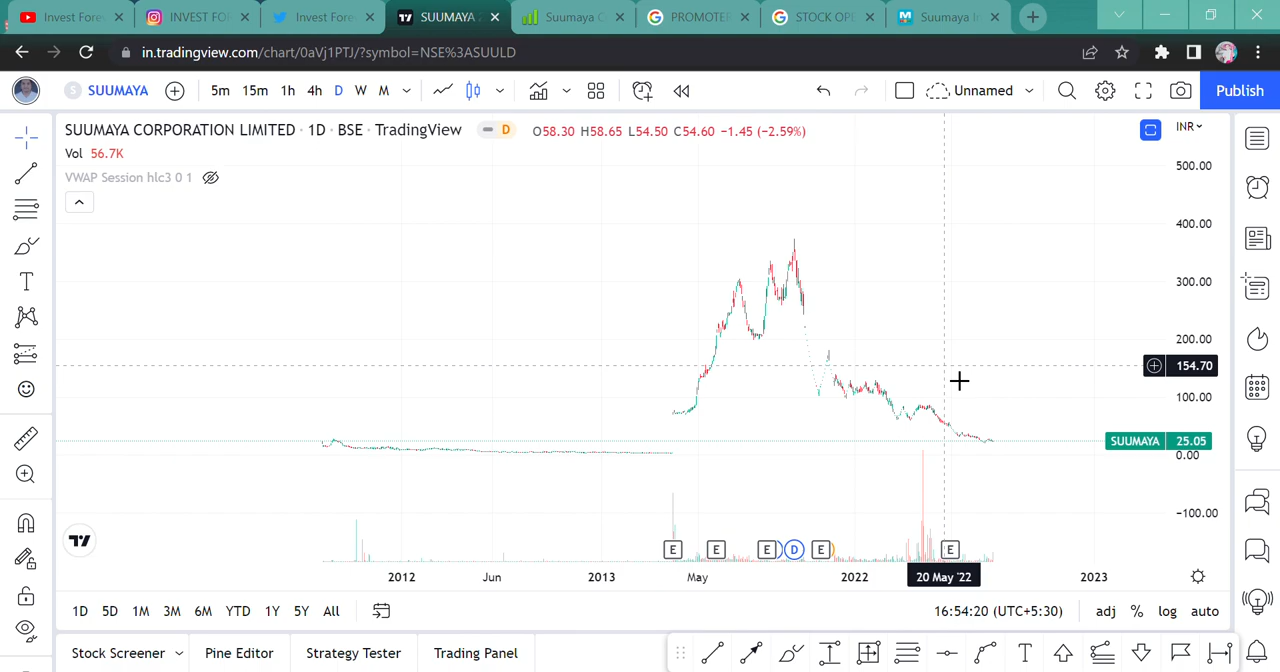 INVEST FOR
Invest Fore
SUUMAYA 2
Suumaya C
PROMOTER
STOCK OPE
Suumaya I
in.tradingview.com/chart/0aVj1PTJ/?symbol=NSE%3ASUULD
S SUUMAYA 5m 15m 1h 4h D W M Unnamed Publish
SUUMAYA CORPORATION LIMITED · 1D · BSE · TradingView D O58.30 H58.65 L54.50 C54.60 −1.45 (−2.59%) INR
Vol 56.7K
VWAP Session hlc3 0 1
500.00
400.00
300.00
200.00
154.70
100.00
SUUMAYA 25.05
0.00
−100.00
E E E D E E
2012 Jun 2013 May 2022 20 May '22 2023
1D 5D 1M 3M 6M YTD 1Y 5Y All 16:54:20 (UTC+5:30) adj % log auto
Stock Screener Pine Editor Strategy Tester Trading Panel